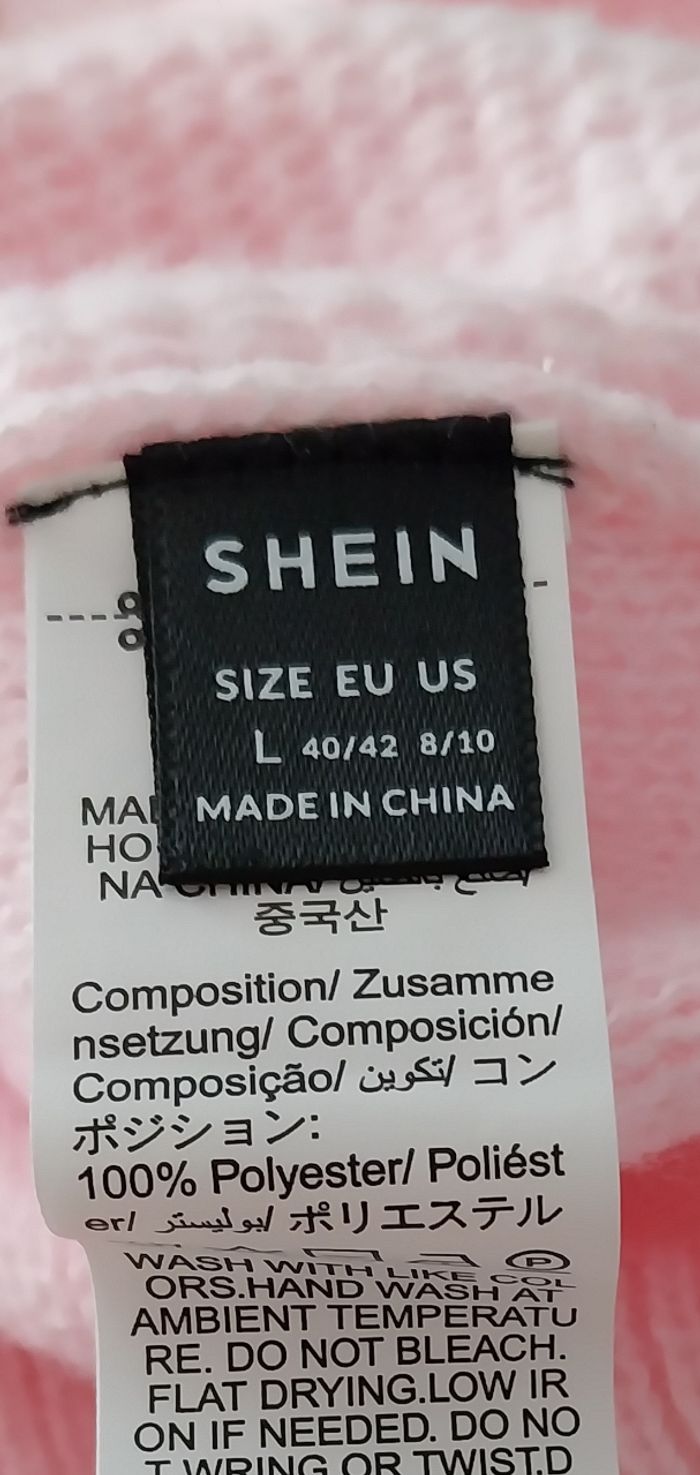 SHEIN
SIZE EU US
L 40/42 8/10
MADE IN CHINA
중국산
Composition/ Zusamme
nsetzung/ Composición/
Composição/ تكوين/ コン
ポジション:
100% Polyester/ Poliést
er/ بوليستر/ ポリエステル
P
WASH WITH LIKE COL
ORS.HAND WASH AT
AMBIENT TEMPERATU
RE. DO NOT BLEACH.
FLAT DRYING.LOW IR
ON IF NEEDED. DO NO
T WRING OR TWIST.D